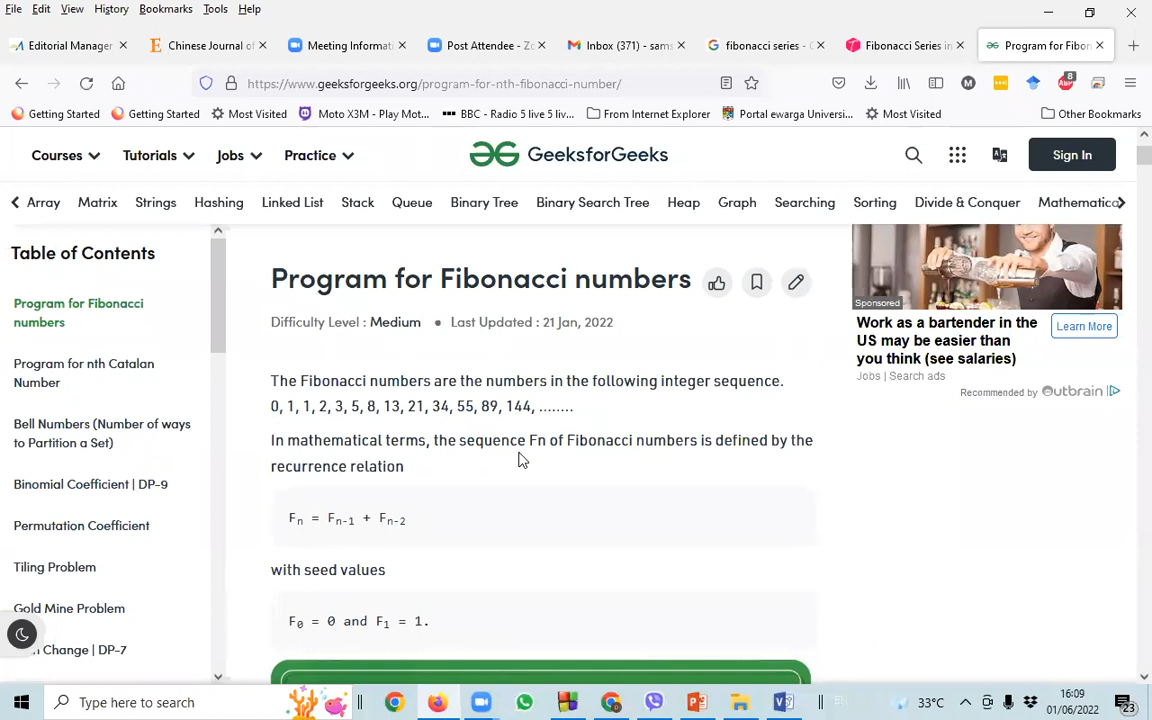 File Edit View History Bookmarks Tools Help
Editorial Manager
Chinese Journal of
Meeting Informati
Post Attendee - Zo
Inbox (371) - sams
fibonacci series - G
Fibonacci Series in
Program for Fibon
https://www.geeksforgeeks.org/program-for-nth-fibonacci-number/
M
8
Getting Started
Getting Started
Most Visited
Moto X3M - Play Mot...
BBC - Radio 5 live 5 liv...
From Internet Explorer
Portal ewarga Universi...
Most Visited
Other Bookmarks
Courses Tutorials Jobs Practice
GeeksforGeeks
Sign In
Array Matrix Strings Hashing Linked List Stack Queue Binary Tree Binary Search Tree Heap Graph Searching Sorting Divide & Conquer Mathematica
Table of Contents
Program for Fibonacci
numbers
Program for nth Catalan
Number
Bell Numbers (Number of ways
to Partition a Set)
Binomial Coefficient | DP-9
Permutation Coefficient
Tiling Problem
Gold Mine Problem
n Change | DP-7
Program for Fibonacci numbers
Difficulty Level : Medium • Last Updated : 21 Jan, 2022
The Fibonacci numbers are the numbers in the following integer sequence.
0, 1, 1, 2, 3, 5, 8, 13, 21, 34, 55, 89, 144, ........
In mathematical terms, the sequence Fn of Fibonacci numbers is defined by the
recurrence relation
Fn = Fn-1 + Fn-2
with seed values
F0 = 0 and F1 = 1.
Sponsored
Work as a bartender in the
US may be easier than
you think (see salaries)
Learn More
Jobs | Search ads
Recommended by Outbrain
Type here to search
33°C
16:09
01/06/2022
23